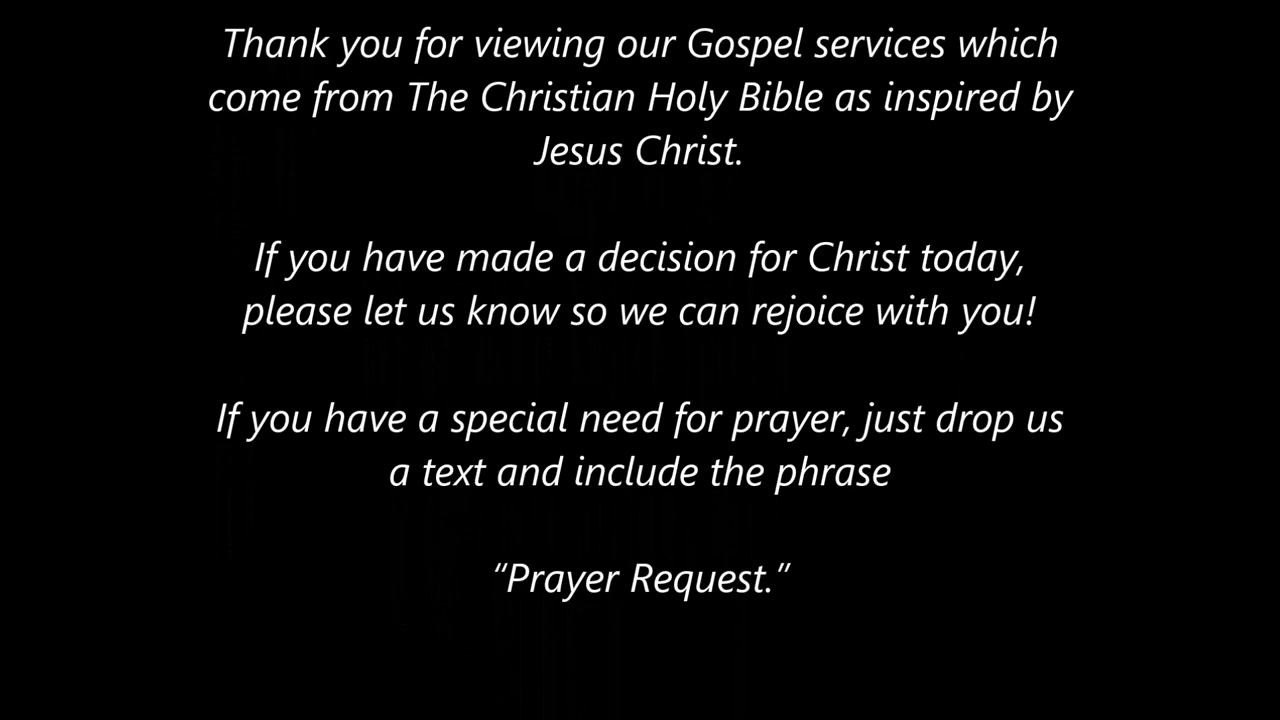 Thank you for viewing our Gospel services which
come from The Christian Holy Bible as inspired by
Jesus Christ.
If you have made a decision for Christ today,
please let us know so we can rejoice with you!
If you have a special need for prayer, just drop us
a text and include the phrase
“Prayer Request.”